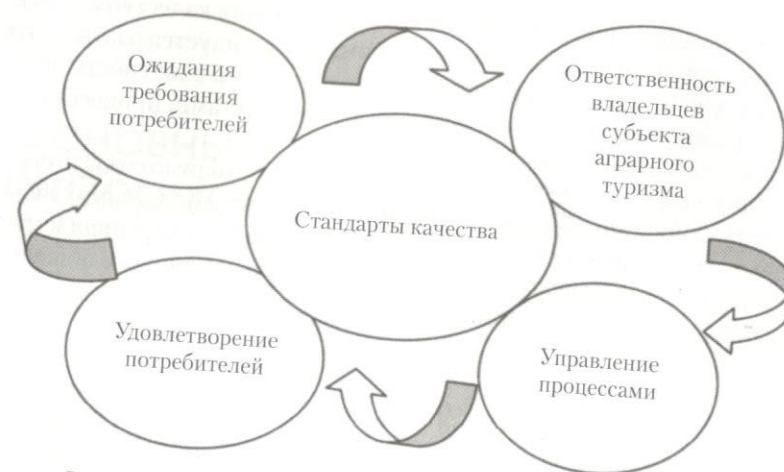 Ожидания
требования
потребителей
Ответственность
владельцев
субъекта
аграрного
туризма
Стандарты качества
Удовлетворение
потребителей
Управление
процессами